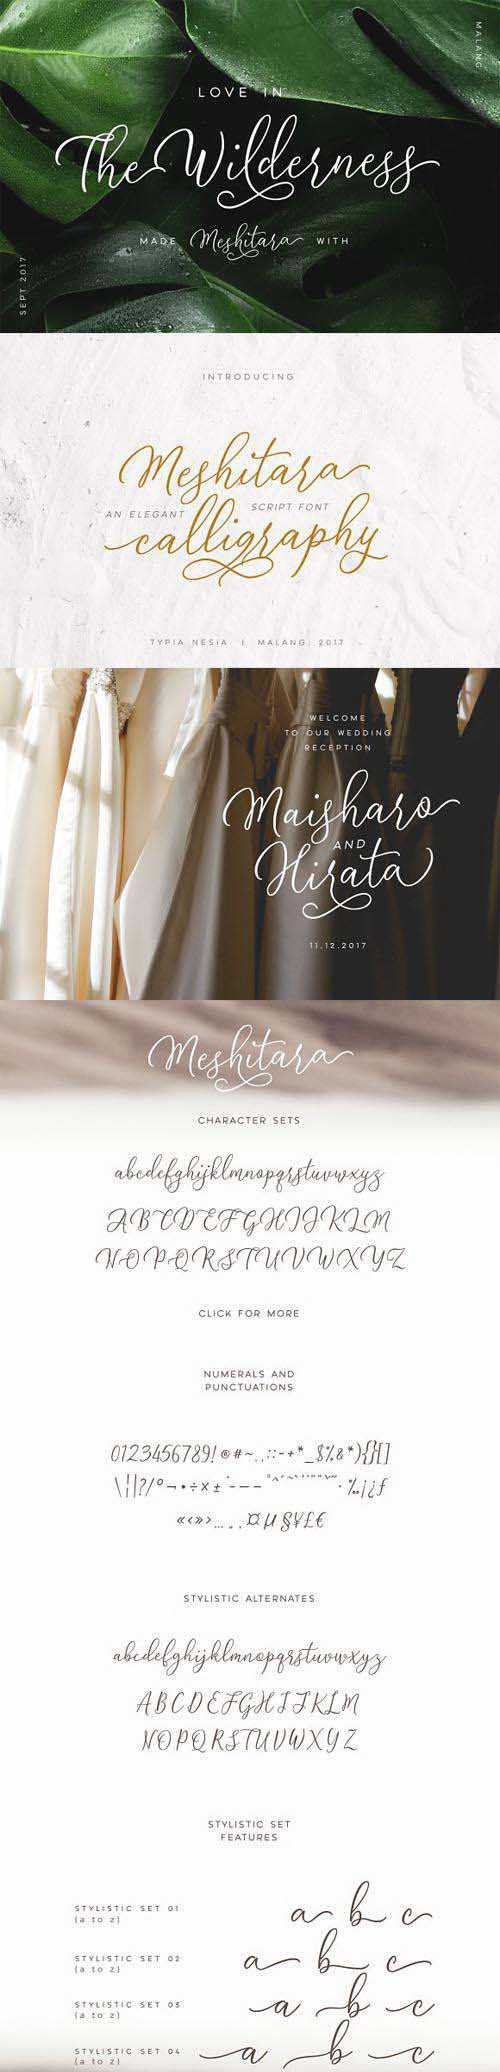 MALANG
LOVE IN
The Wilderness
MADE Meshitara WITH
SEPT 2017
INTRODUCING
Meshitara
AN ELEGANT SCRIPT FONT
calligraphy
TYPIA NESIA | MALANG, 2017
WELCOME
TO OUR WEDDING
RECEPTION
Maisharo
AND
Hirata
11.12.2017
Meshitara
CHARACTER SETS
abcdefghijklmnopqrstuvwxyz
ABCDEFGHIJKLM
NOPQRSTUVWXYZ
CLICK FOR MORE
NUMERALS AND
PUNCTUATIONS
0123456789!®#~.,:;-+*_$%&*){}[]
\¦|?/º¬•÷×±
«‹›»…¤µ§¥£€
STYLISTIC ALTERNATES
abcdefghijklmnopqrstuvwxyz
ABCDEFGHIJKLM
NOPQRSTUVWXYZ
STYLISTIC SET
FEATURES
STYLISTIC SET 01 a b c
(a to z)
STYLISTIC SET 02 a b c
(a to z)
STYLISTIC SET 03 a b c
(a to z)
STYLISTIC SET 04 a b c
(a to z)